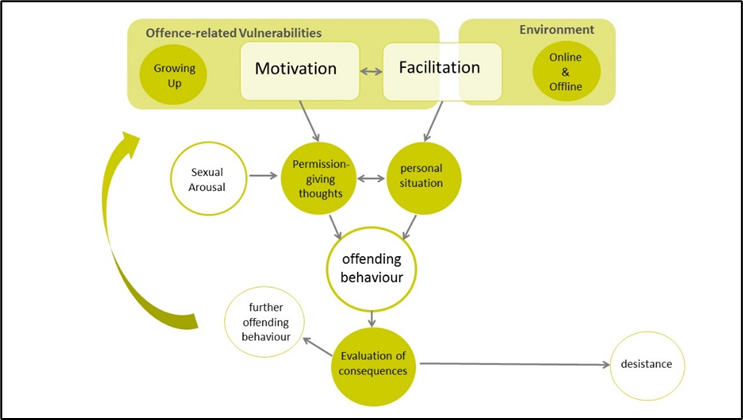 Offence-related Vulnerabilities
Environment
Growing
Up
Motivation
Facilitation
Online
&
Offline
Sexual
Arousal
Permission-
giving
thoughts
personal
situation
offending
behaviour
further
offending
behaviour
Evaluation of
consequences
desistance